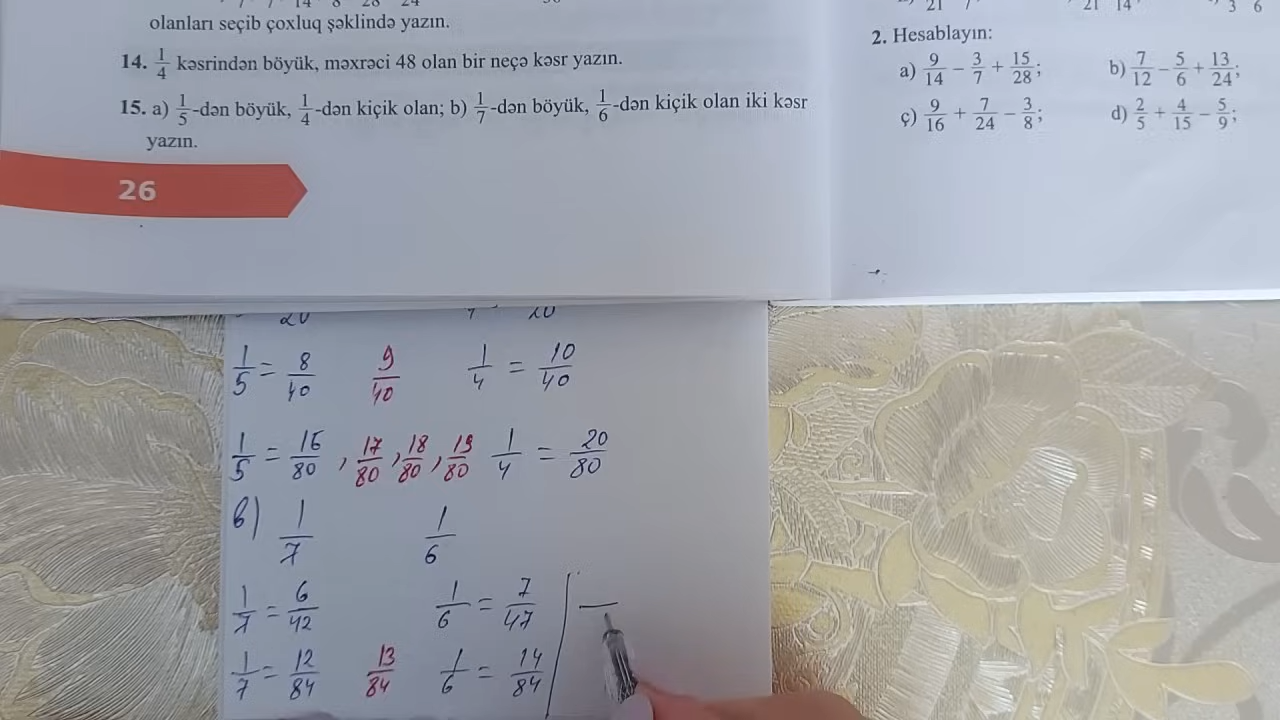 olanları seçib çoxluq şəklində yazın.
14. 1/4 kəsrindən böyük, məxrəci 48 olan bir neçə kəsr yazın.
15. a) 1/5-dən böyük, 1/4-dən kiçik olan; b) 1/7-dən böyük, 1/6-dən kiçik olan iki kəsr
yazın.
26
2. Hesablayın:
a) 9/14 − 3/7 + 15/28; b) 7/12 − 5/6 + 13/24;
ç) 9/16 + 7/24 − 3/8; d) 2/5 + 4/15 − 5/9;
1/5 = 8/40 9/40 1/4 = 10/40
1/5 = 16/80 , 17/80 , 18/80 , 19/80 1/4 = 20/80
b) 1/7 1/6
1/7 = 6/42 1/6 = 7/47
1/7 = 12/84 13/84 1/6 = 14/84